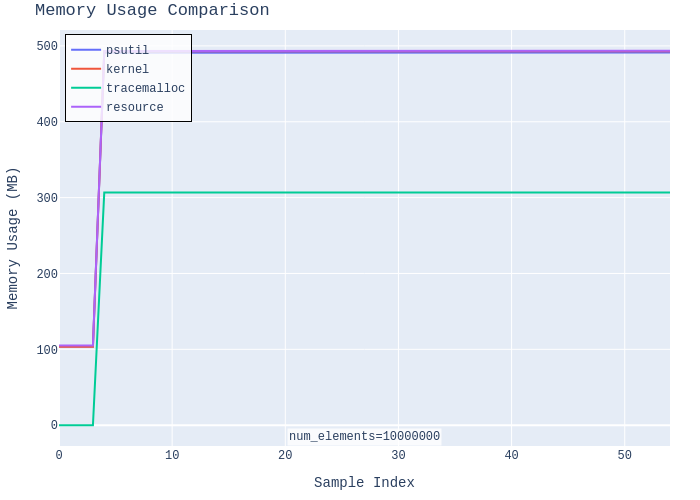 Memory Usage Comparison
500
400
300
200
100
0
Memory Usage (MB)
psutil
kernel
tracemalloc
resource
num_elements=10000000
0 10 20 30 40 50
Sample Index